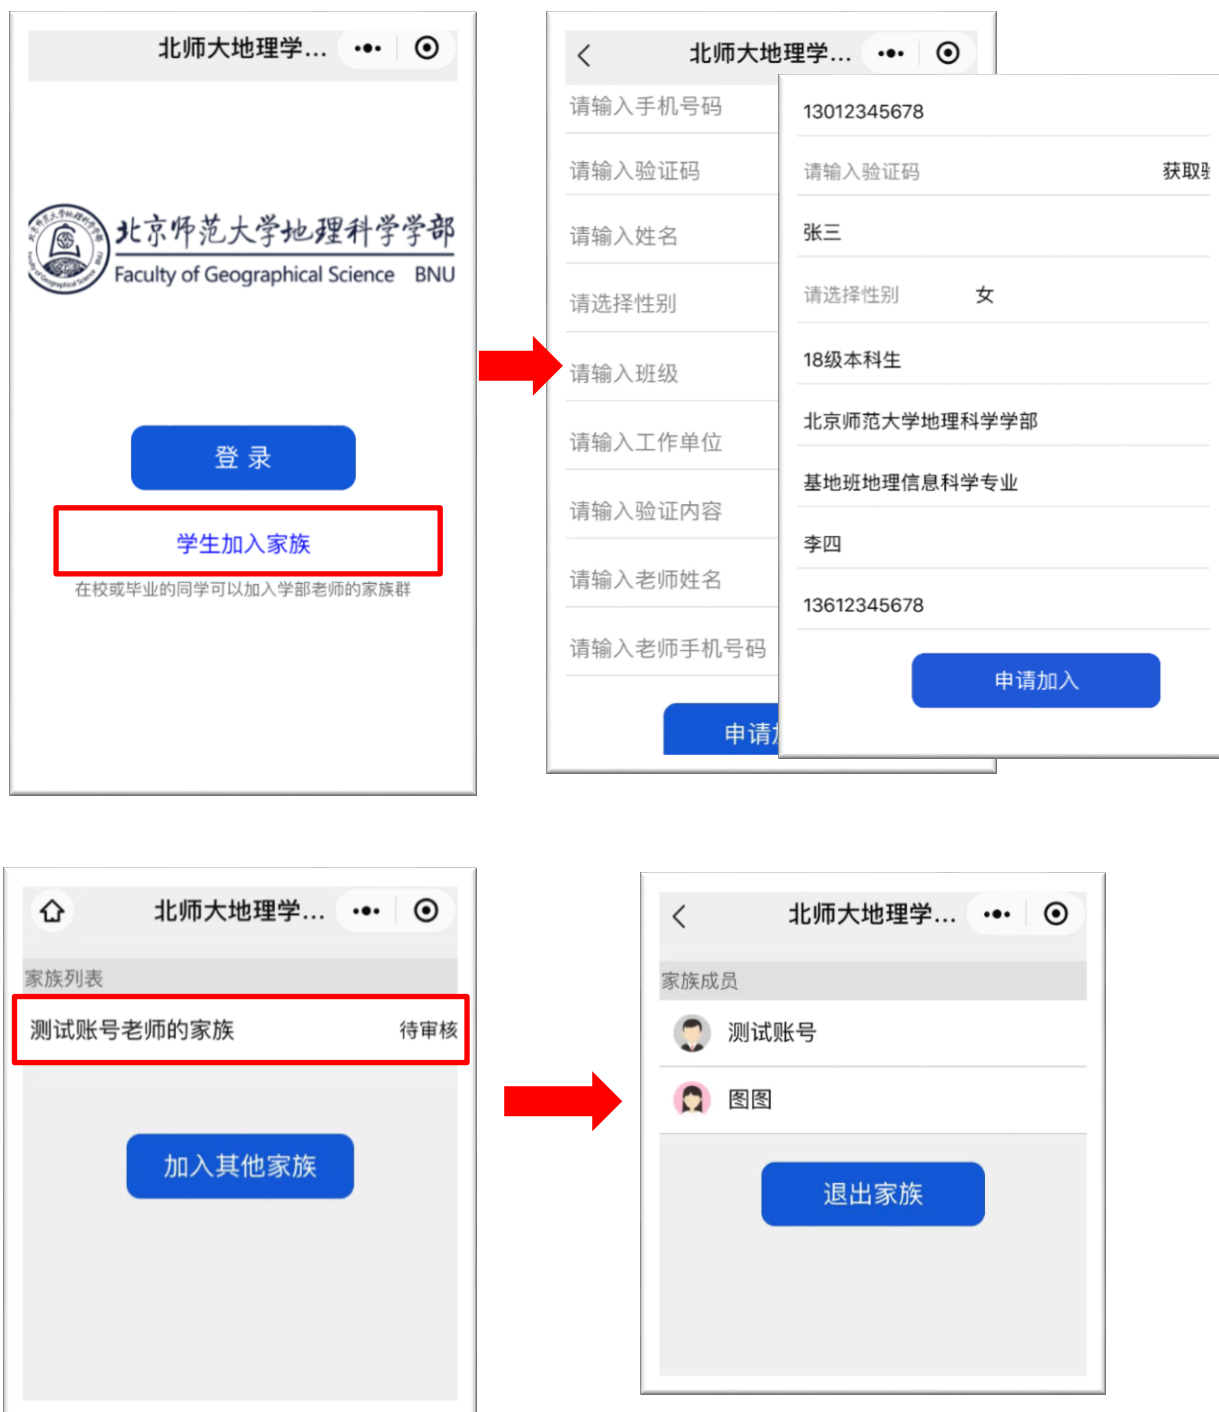 北师大地理学...
北京师范大学地理科学学部
Faculty of Geographical Science BNU
登 录
学生加入家族
在校或毕业的同学可以加入学部老师的家族群
北师大地理学...
请输入手机号码
请输入验证码
请输入姓名
请选择性别
请输入班级
请输入工作单位
请输入验证内容
请输入老师姓名
请输入老师手机号码
申请
13012345678
请输入验证码 获取
张三
请选择性别 女
18级本科生
北京师范大学地理科学学部
基地班地理信息科学专业
李四
13612345678
申请加入
北师大地理学...
家族列表
测试账号老师的家族 待审核
加入其他家族
北师大地理学...
家族成员
测试账号
图图
退出家族